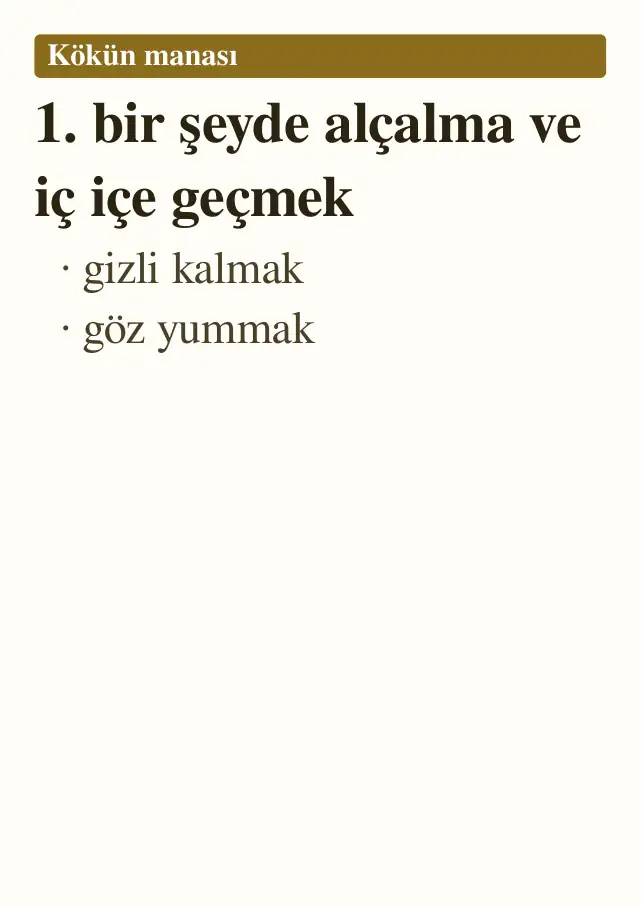 Kökün manası
1. bir şeyde alçalma ve
iç içe geçmek
· gizli kalmak
· göz yummak